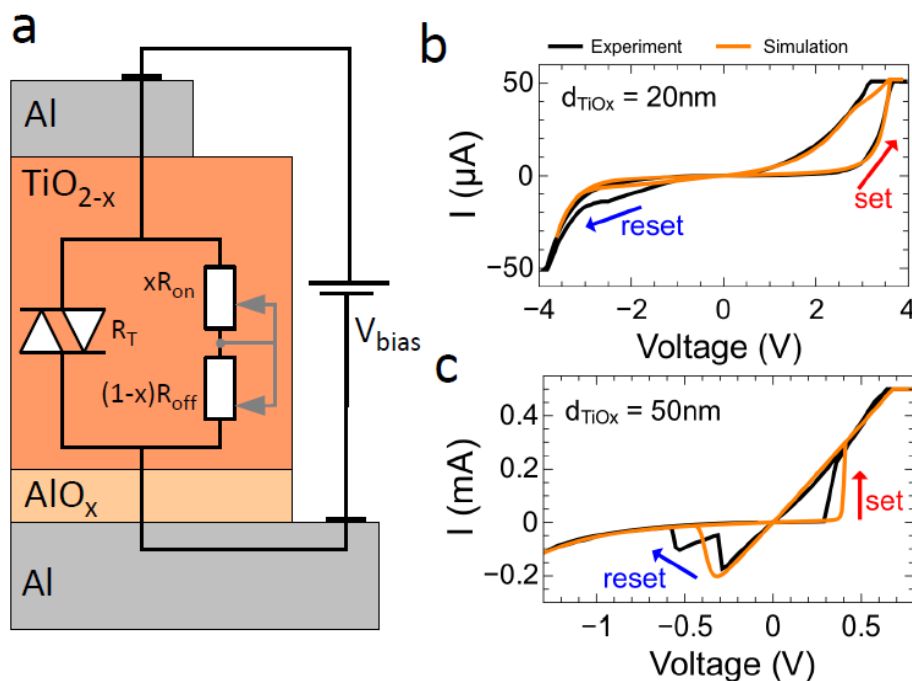 a
Al
TiO2-x
xRon
RT
(1-x)Roff
Vbias
AlOx
Al
b
Experiment
Simulation
dTiOx = 20nm
50
0
−50
I (µA)
set
reset
−4
−2
0
2
4
Voltage (V)
c
dTiOx = 50nm
0.4
0.2
0
−0.2
I (mA)
set
reset
−1
−0.5
0
0.5
Voltage (V)